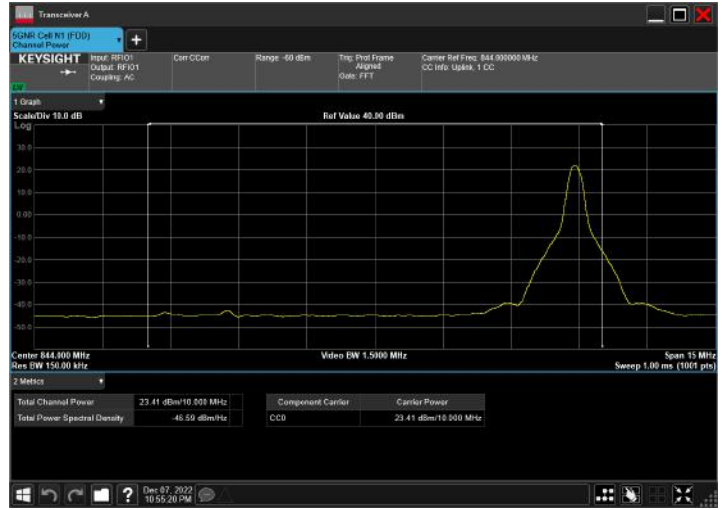 Transceiver A
5GNR Cell N1 (FDD)
Channel Power
KEYSIGHT
Input: RFIO1
Output: RFIO1
Coupling: AC
Corr CCorr
Range -60 dBm
Trig: Prot Frame
Aligned
Gate: FFT
Carrier Ref Freq: 844.000000 MHz
CC Info: Uplink, 1 CC
1 Graph
Scale/Div 10.0 dB
Ref Value 40.00 dBm
Log
30.0
20.0
10.0
0.00
-10.0
-20.0
-30.0
-40.0
-50.0
Center 844.000 MHz
Video BW 1.5000 MHz
Span 15 MHz
Res BW 150.00 kHz
Sweep 1.00 ms (1001 pts)
2 Metrics
Total Channel Power 23.41 dBm/10.000 MHz
Total Power Spectral Density -46.59 dBm/Hz
Component Carrier Carrier Power
CC0 23.41 dBm/10.000 MHz
Dec 07, 2022
10:55:20 PM